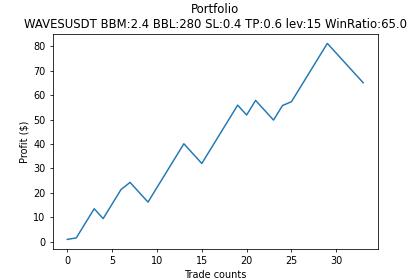 Portfolio
WAVESUSDT BBM:2.4 BBL:280 SL:0.4 TP:0.6 lev:15 WinRatio:65.0
80
70
60
50
40
30
20
10
0
Profit ($)
0 5 10 15 20 25 30
Trade counts